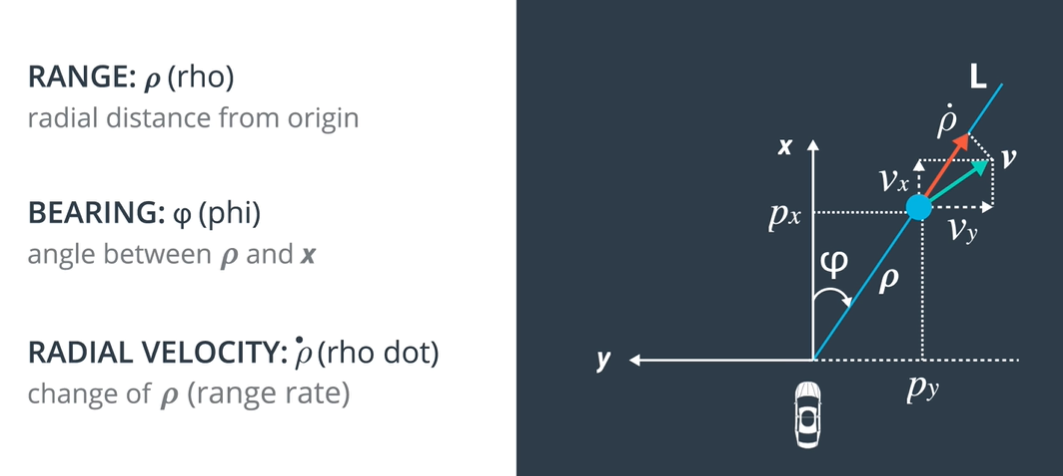 RANGE: ρ (rho)
radial distance from origin
BEARING: φ (phi)
angle between ρ and x
RADIAL VELOCITY: ρ̇ (rho dot)
change of ρ (range rate)
L
ρ̇
x
v
vx
px
vy
φ
ρ
y
py